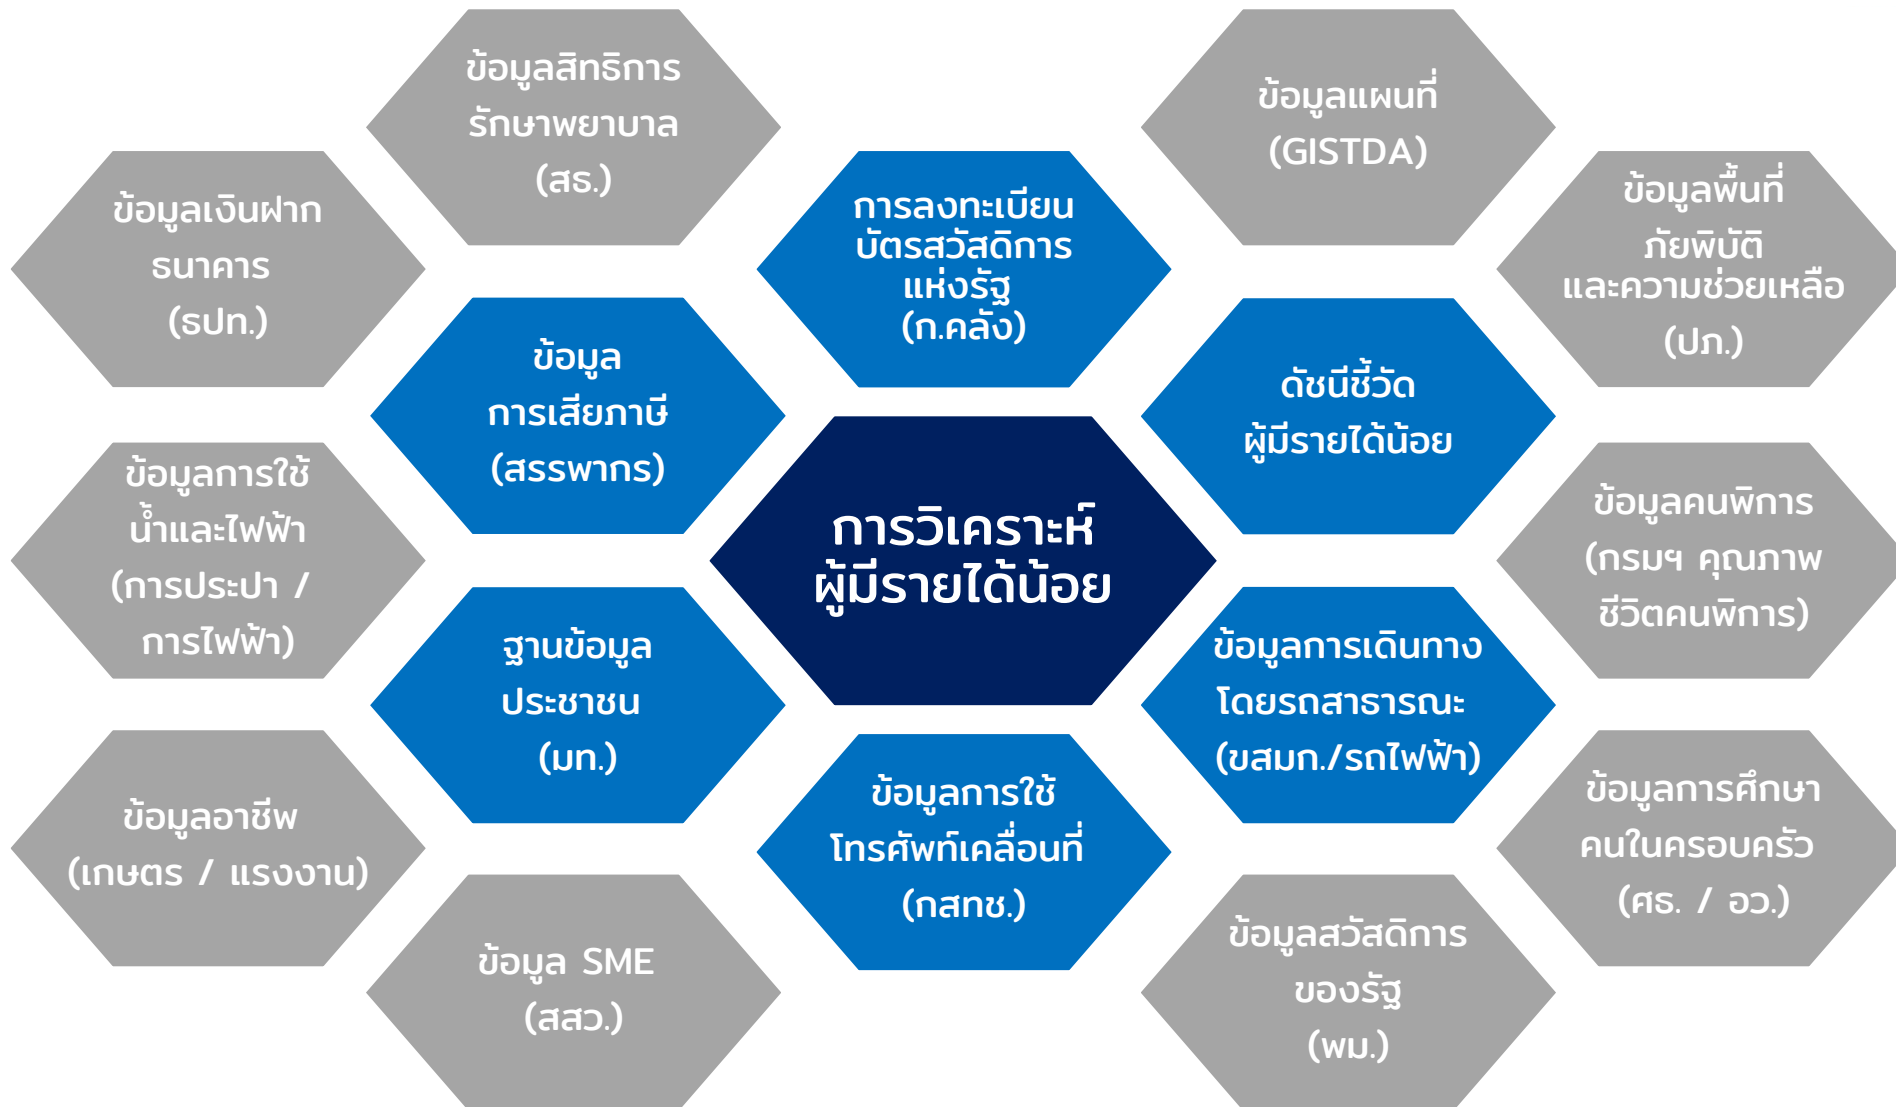 ข้อมูลสิทธิการ
รักษาพยาบาล
(สธ.)
ข้อมูลแผนที่
(GISTDA)
ข้อมูลเงินฝาก
ธนาคาร
(ธปท.)
การลงทะเบียน
บัตรสวัสดิการ
แห่งรัฐ
(ก.คลัง)
ข้อมูลพื้นที่
ภัยพิบัติ
และความช่วยเหลือ
(ปภ.)
ข้อมูล
การเสียภาษี
(สรรพากร)
ดัชนีชี้วัด
ผู้มีรายได้น้อย
ข้อมูลการใช้
น้ำและไฟฟ้า
(การประปา /
การไฟฟ้า)
การวิเคราะห์
ผู้มีรายได้น้อย
ข้อมูลคนพิการ
(กรมฯ คุณภาพ
ชีวิตคนพิการ)
ฐานข้อมูล
ประชาชน
(มท.)
ข้อมูลการเดินทาง
โดยรถสาธารณะ
(ขสมก./รถไฟฟ้า)
ข้อมูลอาชีพ
(เกษตร / แรงงาน)
ข้อมูลการใช้
โทรศัพท์เคลื่อนที่
(กสทช.)
ข้อมูลการศึกษา
คนในครอบครัว
(ศธ. / อว.)
ข้อมูล SME
(สสว.)
ข้อมูลสวัสดิการ
ของรัฐ
(พม.)